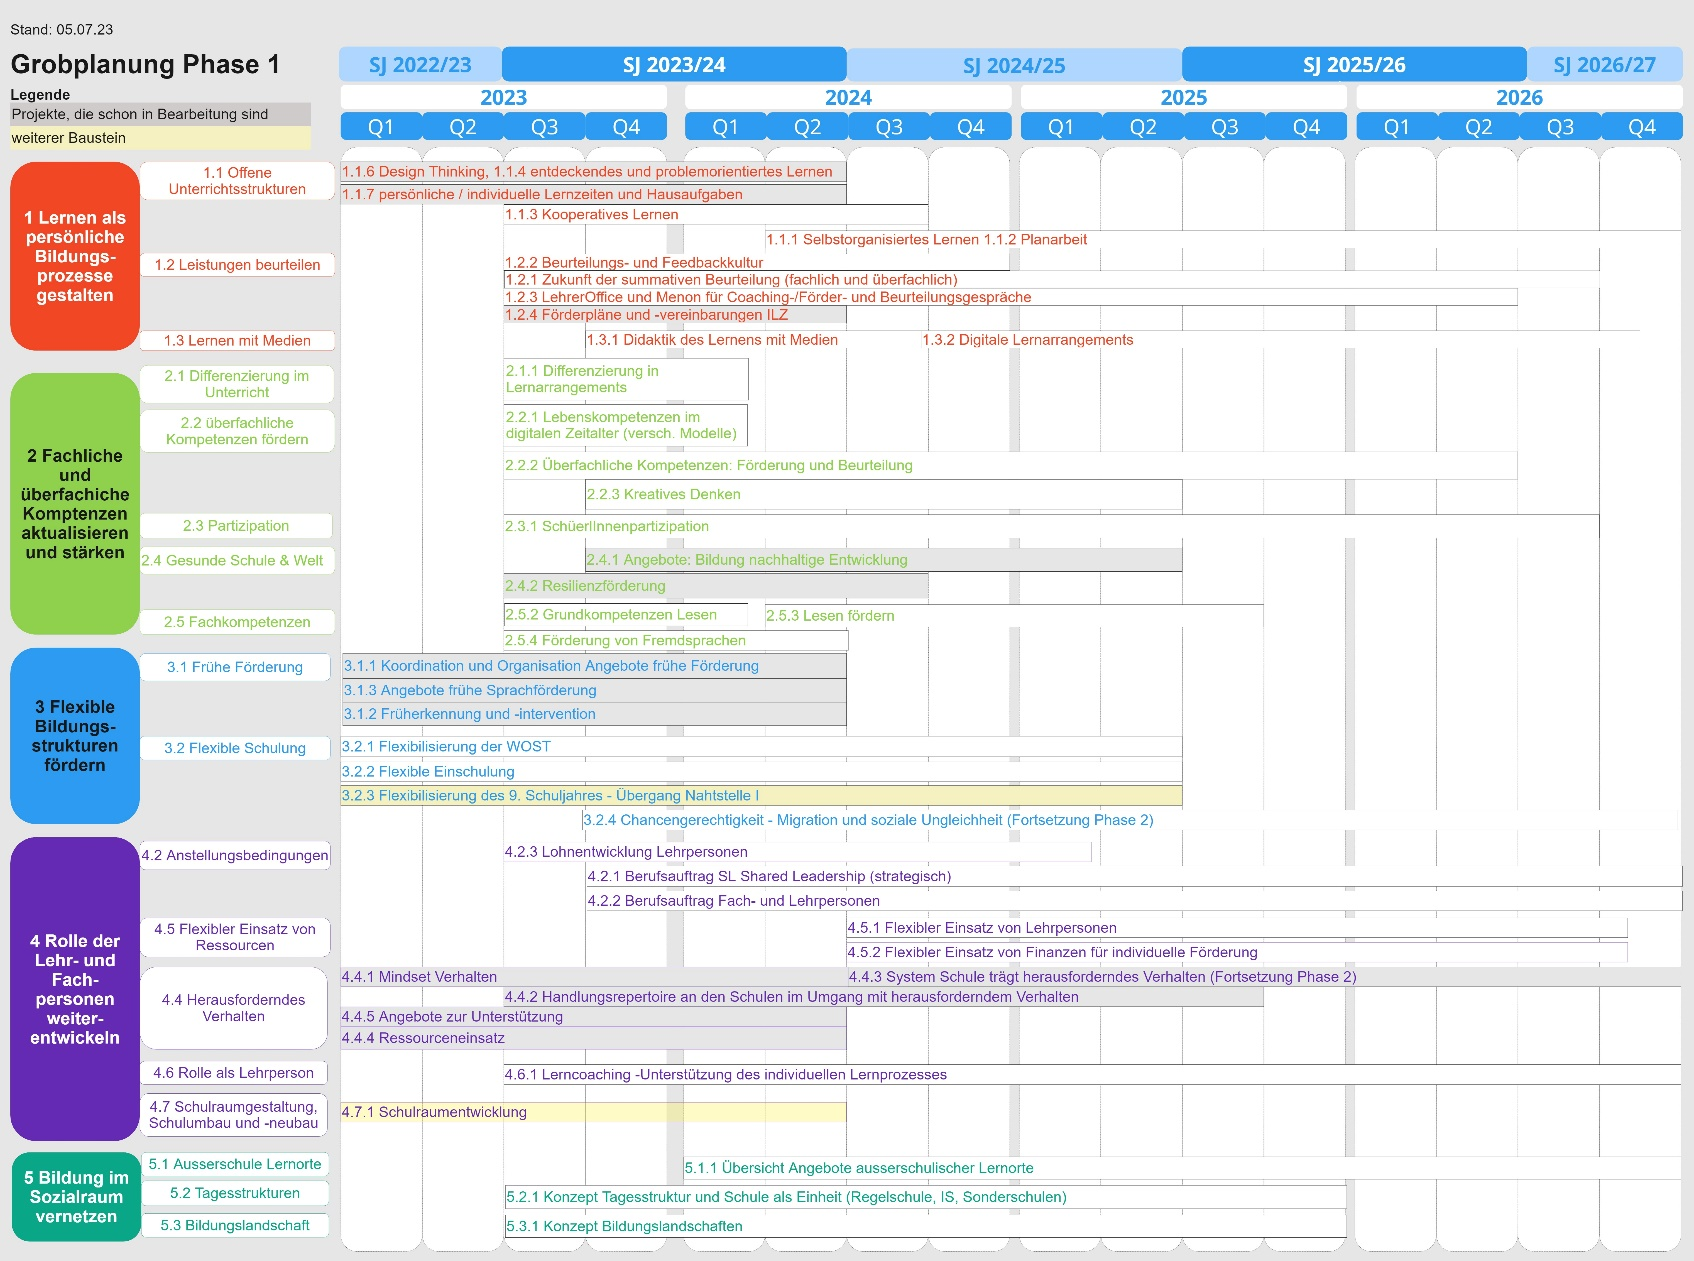 Stand: 05.07.23
Grobplanung Phase 1
Legende
Projekte, die schon in Bearbeitung sind
weiterer Baustein
SJ 2022/23 SJ 2023/24 SJ 2024/25 SJ 2025/26 SJ 2026/27
2023 2024 2025 2026
Q1 Q2 Q3 Q4 Q1 Q2 Q3 Q4 Q1 Q2 Q3 Q4 Q1 Q2 Q3 Q4
1 Lernen als
persönliche
Bildungs-
prozesse
gestalten
1.1 Offene
Unterrichtsstrukturen
1.1.6 Design Thinking, 1.1.4 entdeckendes und problemorientiertes Lernen
1.1.7 persönliche / individuelle Lernzeiten und Hausaufgaben
1.1.3 Kooperatives Lernen
1.1.1 Selbstorganisiertes Lernen 1.1.2 Planarbeit
1.2 Leistungen beurteilen
1.2.2 Beurteilungs- und Feedbackkultur
1.2.1 Zukunft der summativen Beurteilung (fachlich und überfachlich)
1.2.3 LehrerOffice und Menon für Coaching-/Förder- und Beurteilungsgespräche
1.2.4 Förderpläne und -vereinbarungen ILZ
1.3 Lernen mit Medien
1.3.1 Didaktik des Lernens mit Medien
1.3.2 Digitale Lernarrangements
2 Fachliche
und
überfachiche
Komptenzen
aktualisieren
und stärken
2.1 Differenzierung im
Unterricht
2.1.1 Differenzierung in
Lernarrangements
2.2 überfachliche
Kompetenzen fördern
2.2.1 Lebenskompetenzen im
digitalen Zeitalter (versch. Modelle)
2.2.2 Überfachliche Kompetenzen: Förderung und Beurteilung
2.2.3 Kreatives Denken
2.3 Partizipation
2.3.1 SchüerInnenpartizipation
2.4 Gesunde Schule & Welt
2.4.1 Angebote: Bildung nachhaltige Entwicklung
2.4.2 Resilienzförderung
2.5 Fachkompetenzen
2.5.2 Grundkompetenzen Lesen
2.5.3 Lesen fördern
2.5.4 Förderung von Fremdsprachen
3 Flexible
Bildungs-
strukturen
fördern
3.1 Frühe Förderung
3.1.1 Koordination und Organisation Angebote frühe Förderung
3.1.3 Angebote frühe Sprachförderung
3.1.2 Früherkennung und -intervention
3.2 Flexible Schulung
3.2.1 Flexibilisierung der WOST
3.2.2 Flexible Einschulung
3.2.3 Flexibilisierung des 9. Schuljahres - Übergang Nahtstelle I
3.2.4 Chancengerechtigkeit - Migration und soziale Ungleichheit (Fortsetzung Phase 2)
4 Rolle der
Lehr- und
Fach-
personen
weiter-
entwickeln
4.2 Anstellungsbedingungen
4.2.3 Lohnentwicklung Lehrpersonen
4.2.1 Berufsauftrag SL Shared Leadership (strategisch)
4.2.2 Berufsauftrag Fach- und Lehrpersonen
4.5 Flexibler Einsatz von
Ressourcen
4.5.1 Flexibler Einsatz von Lehrpersonen
4.5.2 Flexibler Einsatz von Finanzen für individuelle Förderung
4.4 Herausforderndes
Verhalten
4.4.1 Mindset Verhalten
4.4.3 System Schule trägt herausforderndes Verhalten (Fortsetzung Phase 2)
4.4.2 Handlungsrepertoire an den Schulen im Umgang mit herausforderndem Verhalten
4.4.5 Angebote zur Unterstützung
4.4.4 Ressourceneinsatz
4.6 Rolle als Lehrperson
4.6.1 Lerncoaching -Unterstützung des individuellen Lernprozesses
4.7 Schulraumgestaltung,
Schulumbau und -neubau
4.7.1 Schulraumentwicklung
5 Bildung im
Sozialraum
vernetzen
5.1 Ausserschule Lernorte
5.1.1 Übersicht Angebote ausserschulischer Lernorte
5.2 Tagesstrukturen
5.2.1 Konzept Tagesstruktur und Schule als Einheit (Regelschule, IS, Sonderschulen)
5.3 Bildungslandschaft
5.3.1 Konzept Bildungslandschaften